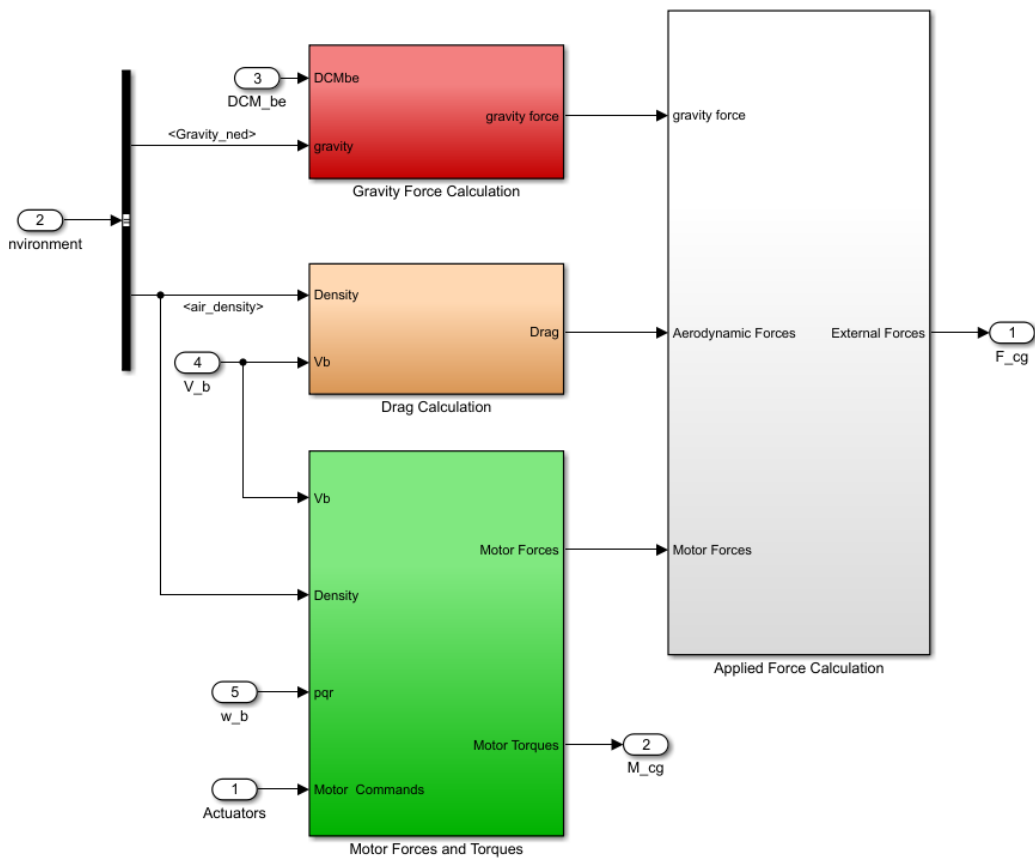 3
DCM_be
DCMbe
gravity
gravity force
Gravity Force Calculation
<Gravity_ned>
2
nvironment
<air_density>
4
V_b
Density
Vb
Drag
Drag Calculation
Vb
Density
pqr
Motor  Commands
Motor Forces
Motor Torques
Motor Forces and Torques
5
w_b
1
Actuators
gravity force
Aerodynamic Forces
Motor Forces
External Forces
Applied Force Calculation
1
F_cg
2
M_cg